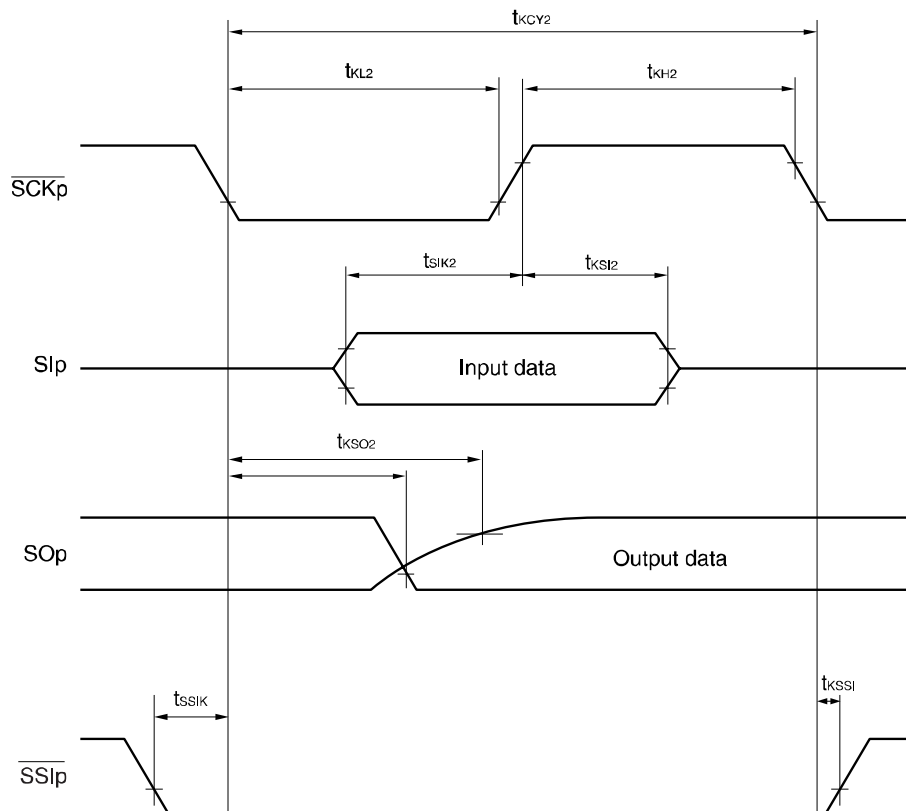 tKCY2
tKL2
tKH2
SCKp
tSIK2
tKSI2
SIp
Input data
tKSO2
SOp
Output data
tSSIK
tKSSI
SSIp